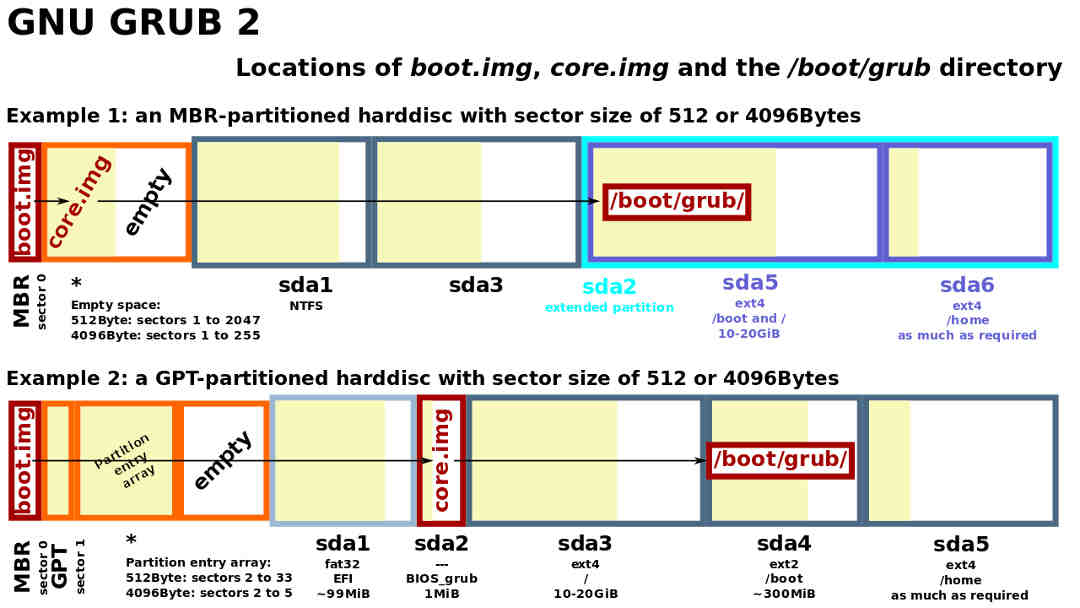 GNU GRUB 2
Locations of boot.img, core.img and the /boot/grub directory
Example 1: an MBR-partitioned harddisc with sector size of 512 or 4096Bytes
boot.img
core.img
empty
/boot/grub/
MBR
sector 0
*
Empty space:
512Byte: sectors 1 to 2047
4096Byte: sectors 1 to 255
sda1
NTFS
sda3
sda2
extended partition
sda5
ext4
/boot and /
10-20GiB
sda6
ext4
/home
as much as required
Example 2: a GPT-partitioned harddisc with sector size of 512 or 4096Bytes
boot.img
Partition
entry
array
empty
core.img
/boot/grub/
MBR
sector 0
GPT
sector 1
*
Partition entry array:
512Byte: sectors 2 to 33
4096Byte: sectors 2 to 5
sda1
fat32
EFI
~99MiB
sda2
---
BIOS_grub
1MiB
sda3
ext4
/
10-20GiB
sda4
ext2
/boot
~300MiB
sda5
ext4
/home
as much as required